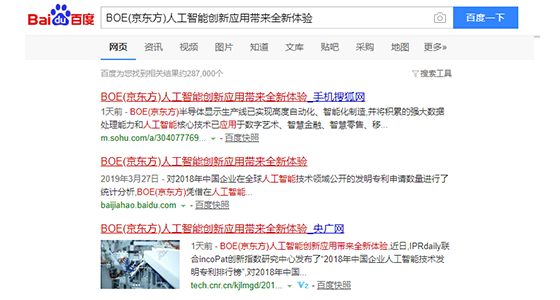 Bai du 百度 BOE(京东方)人工智能创新应用带来全新体验 百度一下
网页 资讯 视频 图片 知道 文库 贴吧 采购 地图 更多»
百度为您找到相关结果约287,000个 搜索工具
BOE(京东方)人工智能创新应用带来全新体验_手机搜狐网
1天前 - BOE(京东方)半导体显示生产线已实现高度自动、智能化制造,并将积累的强大数
据处理能力和人工智能核心技术已应用于数字艺术、智慧金融、智慧零售、移...
m.sohu.com/a/304077769... - 百度快照
BOE(京东方)人工智能创新应用带来全新体验
2019年3月27日 - 对2018年中国企业在全球人工智能技术领域公开的发明专利申请数量进行了
统计分析,BOE(京东方)凭借在人工智能...
baijiahao.baidu.com - 百度快照
BOE(京东方)人工智能创新应用带来全新体验_央广网
1天前 - BOE(京东方)人工智能创新应用带来全新体验,近日,IPRdaily联
合incoPat创新指数研究中心发布了"2018年中国企业人工智能技术发
明专利排行榜",对2018年中国...
tech.cnr.cn/kjlmgd/201... V2 - 百度快照